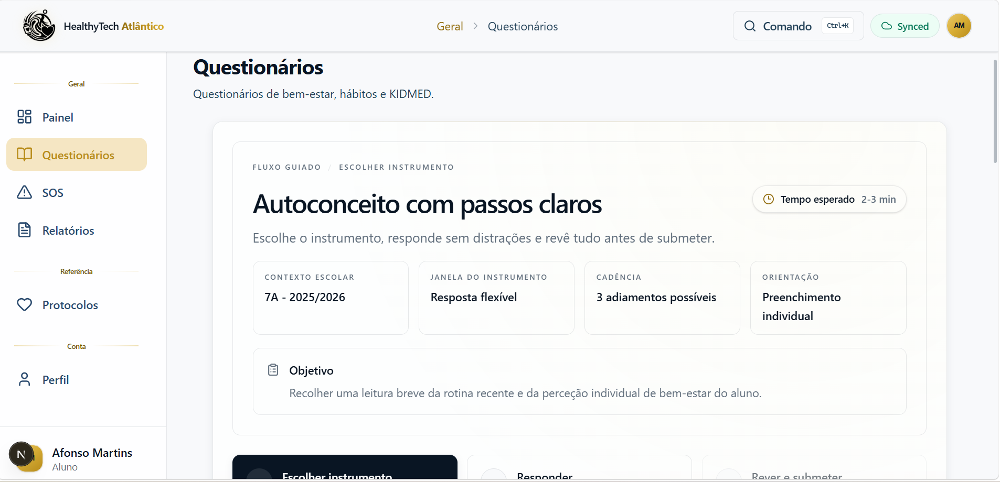 HealthyTech Atlântico
Geral > Questionários
Comando Ctrl+K
Synced
AM
Geral
Painel
Questionários
SOS
Relatórios
Referência
Protocolos
Conta
Perfil
N
Afonso Martins
Aluno
Questionários
Questionários de bem-estar, hábitos e KIDMED.
FLUXO GUIADO / ESCOLHER INSTRUMENTO
Autoconceito com passos claros
Tempo esperado 2-3 min
Escolhe o instrumento, responde sem distrações e revê tudo antes de submeter.
CONTEXTO ESCOLAR
7A - 2025/2026
JANELA DO INSTRUMENTO
Resposta flexível
CADÊNCIA
3 adiamentos possíveis
ORIENTAÇÃO
Preenchimento
individual
Objetivo
Recolher uma leitura breve da rotina recente e da perceção individual de bem-estar do aluno.
Escolher instrumento
Responder
Rever e submeter